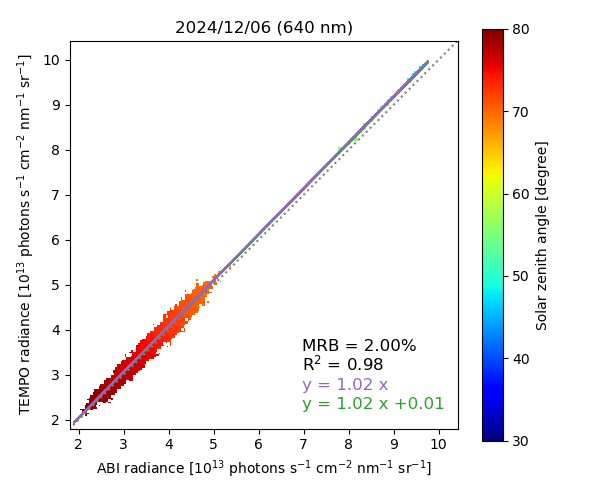 2024/12/06 (640 nm)
TEMPO radiance [10¹³ photons s⁻¹ cm⁻² nm⁻¹ sr⁻¹]
10
9
8
7
6
5
4
3
2
MRB = 2.00%
R² = 0.98
y = 1.02 x
y = 1.02 x +0.01
2 3 4 5 6 7 8 9 10
ABI radiance [10¹³ photons s⁻¹ cm⁻² nm⁻¹ sr⁻¹]
80
70
60
50
40
30
Solar zenith angle [degree]